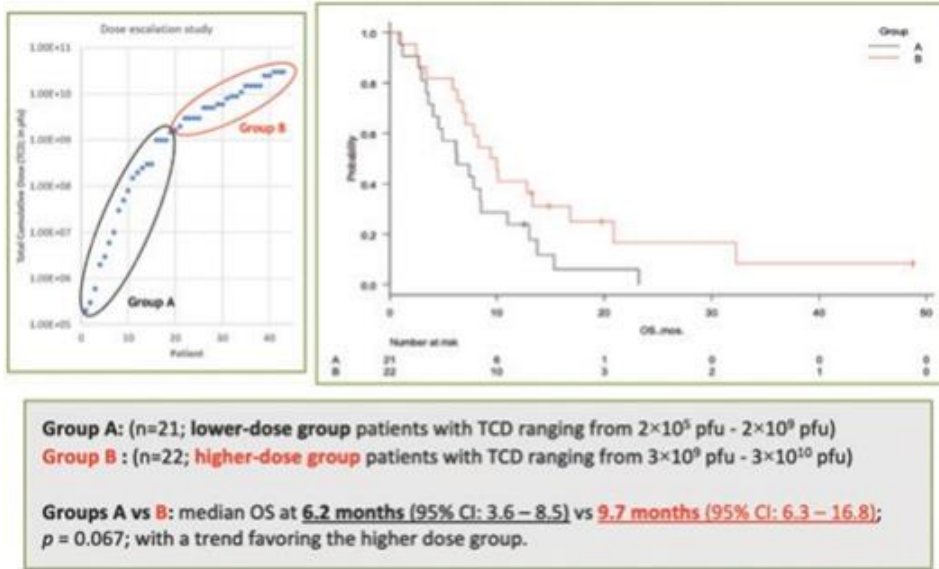 Dose escalation study
Total Cumulative Dose (TCD; in pfu)
1.00E+11
1.00E+10
1.00E+09
1.00E+08
1.00E+07
1.00E+06
1.00E+05
Group B
Group A
0
10
20
30
40
Patient
Group
A
B
Probability
1.0
0.8
0.6
0.4
0.2
0.0
0
10
20
30
40
50
OS..mos.
Number at risk
A 21 6 1 0 0 0
B 22 10 3 2 1 0
Group A: (n=21; lower-dose group patients with TCD ranging from 2×10⁵ pfu - 2×10⁹ pfu)
Group B : (n=22; higher-dose group patients with TCD ranging from 3×10⁹ pfu - 3×10¹⁰ pfu)
Groups A vs B: median OS at 6.2 months (95% CI: 3.6 – 8.5) vs 9.7 months (95% CI: 6.3 – 16.8);
p = 0.067; with a trend favoring the higher dose group.